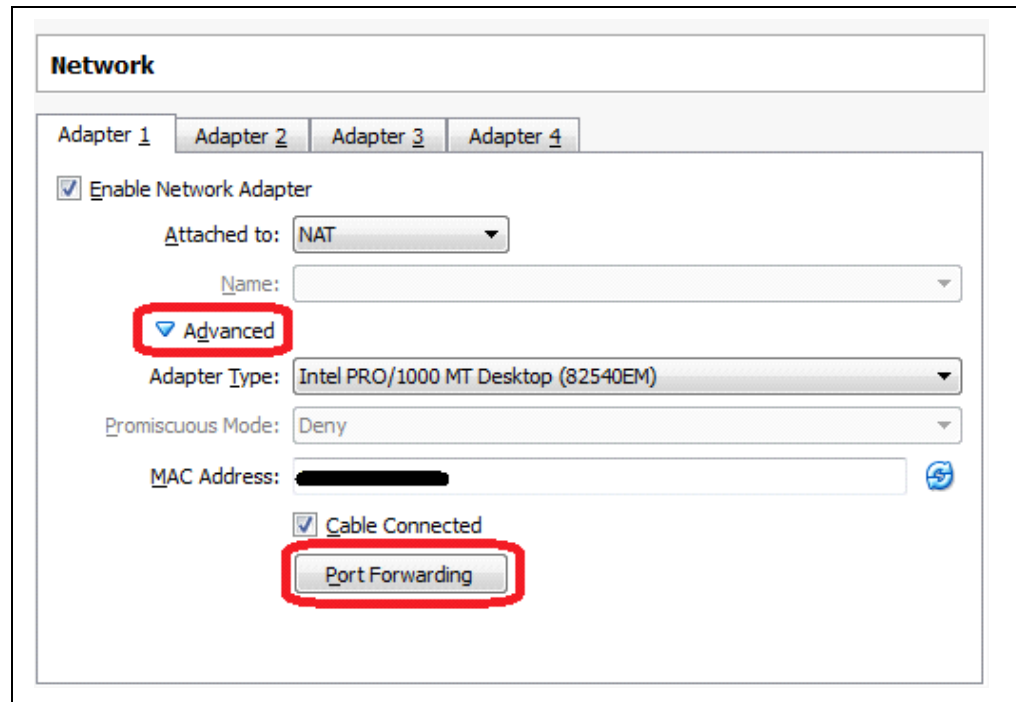 Network
Adapter 1 Adapter 2 Adapter 3 Adapter 4
Enable Network Adapter
Attached to: NAT
Name:
Advanced
Adapter Type: Intel PRO/1000 MT Desktop (82540EM)
Promiscuous Mode: Deny
MAC Address:
Cable Connected
Port Forwarding